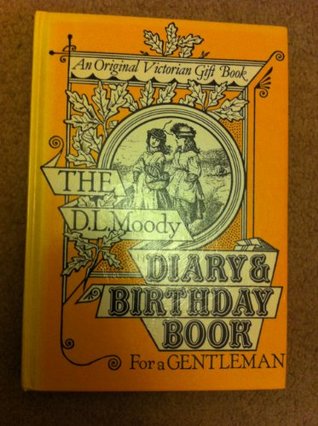 An Original Victorian Gift Book
THE
D.L. Moody
DIARY &
BIRTHDAY
BOOK
For a GENTLEMAN